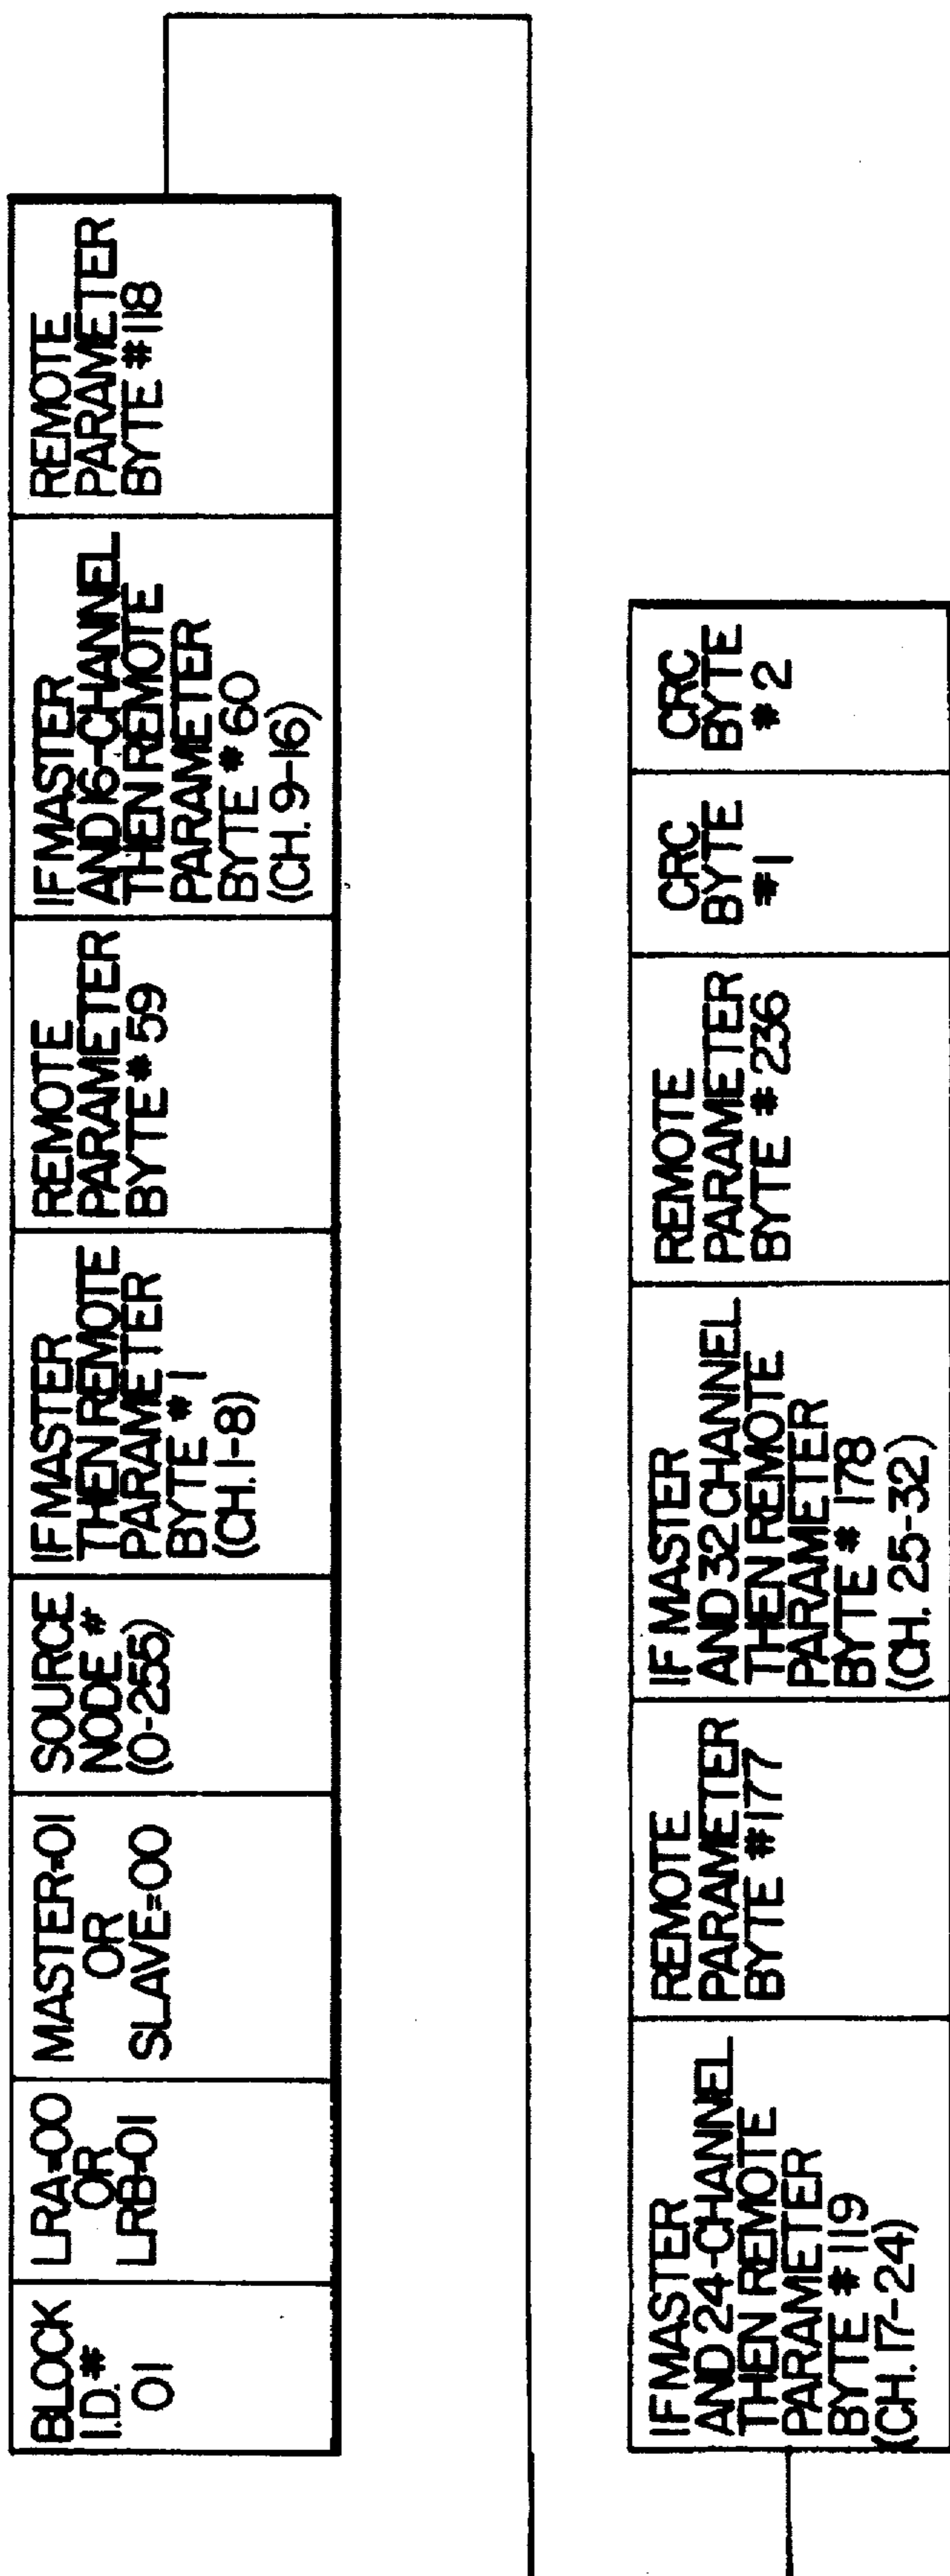 BLOCK
I.D.#
01
LRA=00
OR
LRB=01
MASTER=01
OR
SLAVE=00
SOURCE
NODE #
(0-255)
IF MASTER
THEN REMOTE
PARAMETER
BYTE #1
(CH.1-8)
REMOTE
PARAMETER
BYTE #59
IF MASTER
AND 16-CHANNEL
THEN REMOTE
PARAMETER
BYTE #60
(CH.9-16)
REMOTE
PARAMETER
BYTE #118
IF MASTER
AND 24-CHANNEL
THEN REMOTE
PARAMETER
BYTE #119
(CH.17-24)
REMOTE
PARAMETER
BYTE #177
IF MASTER
AND 32 CHANNEL
THEN REMOTE
PARAMETER
BYTE #178
(CH. 25-32)
REMOTE
PARAMETER
BYTE #236
CRC
BYTE
#1
CRC
BYTE
#2